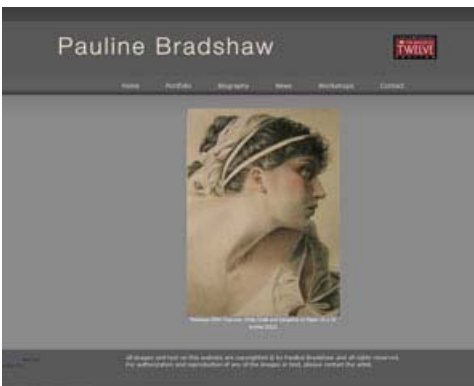 Pauline Bradshaw
TWELVE
Home Portfolio Biography News Workshops Contact
All images and text on this website are copyrighted © by Pauline Bradshaw and all rights reserved.
For authorization and reproduction of any of the images or text, please contact the artist.